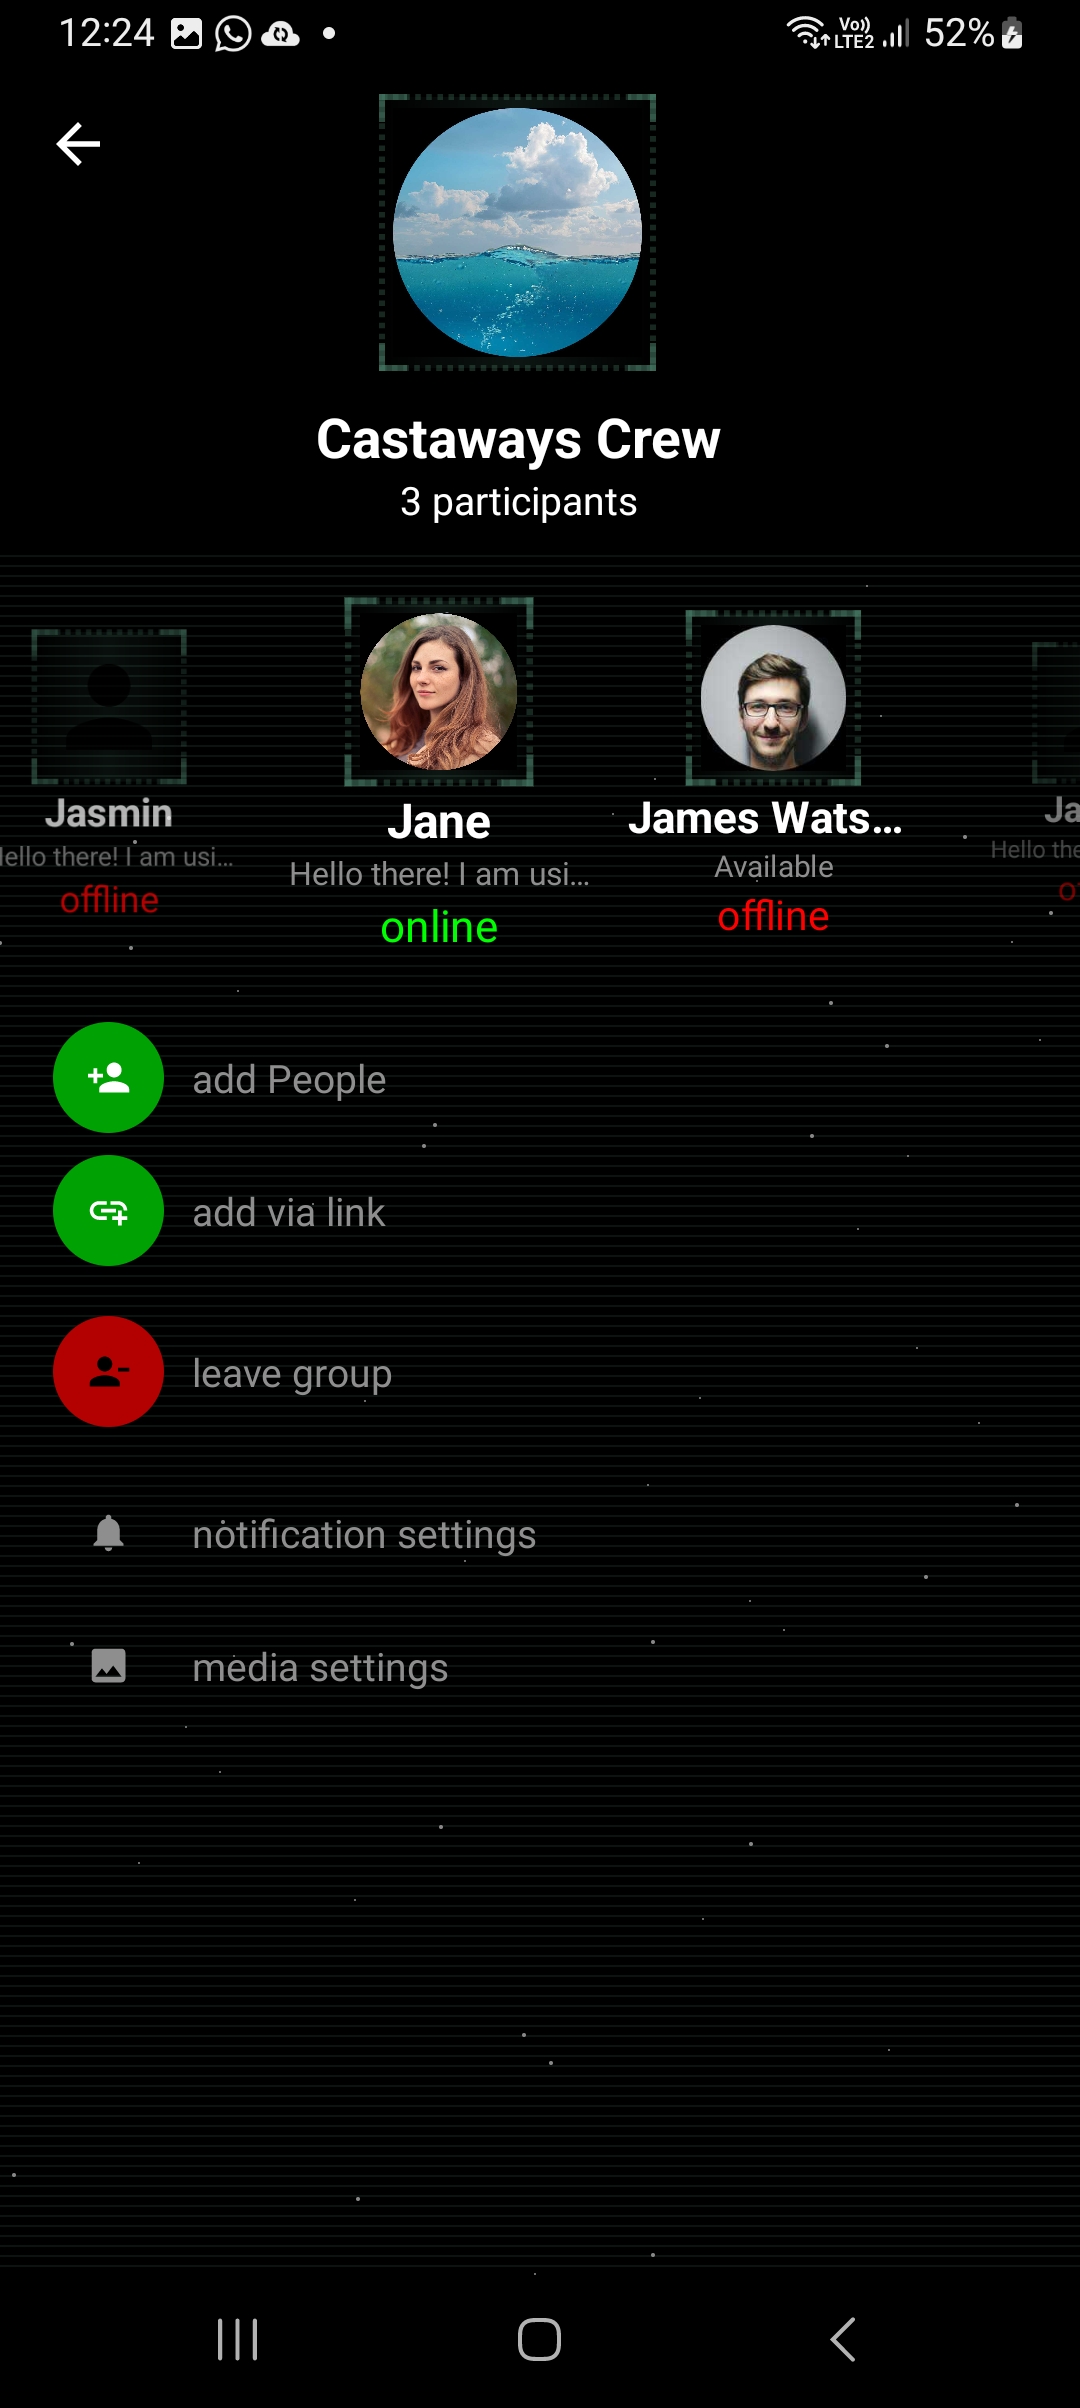 12:24
Vo)) LTE2 52%
Castaways Crew
3 participants
Jasmin
ello there! I am usi...
offline
Jane
Hello there! I am usi...
online
James Wats...
Available
offline
Ja
Hello the
o
add People
add via link
leave group
notification settings
media settings